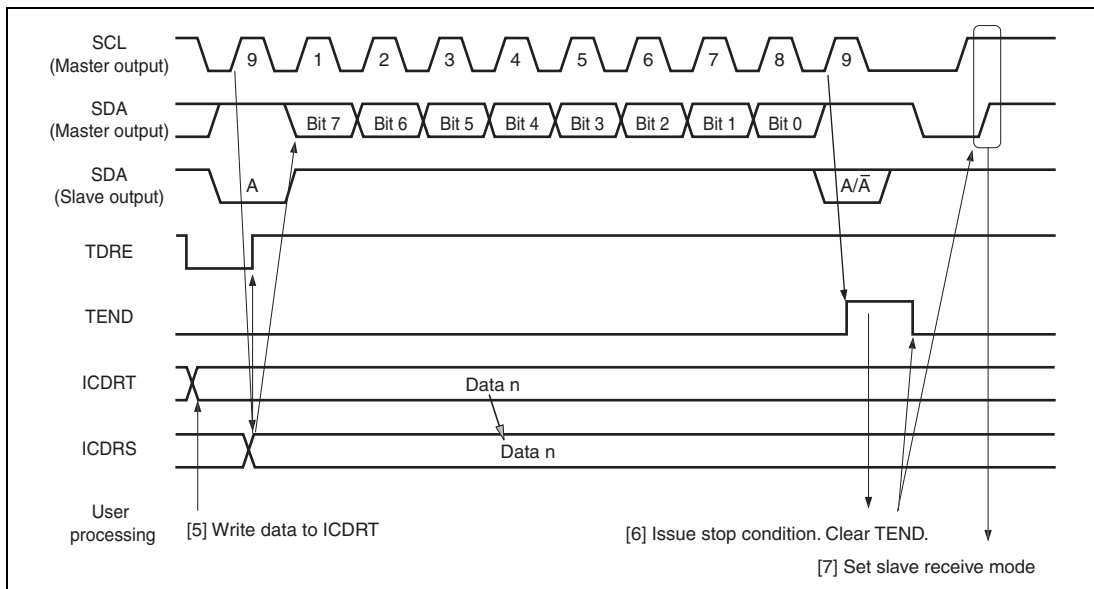 SCL
(Master output)
9 1 2 3 4 5 6 7 8 9
SDA
(Master output)
Bit 7 Bit 6 Bit 5 Bit 4 Bit 3 Bit 2 Bit 1 Bit 0
SDA
(Slave output)
A A/A̅
TDRE
TEND
ICDRT
Data n
ICDRS
Data n
User
processing
[5] Write data to ICDRT
[6] Issue stop condition. Clear TEND.
[7] Set slave receive mode